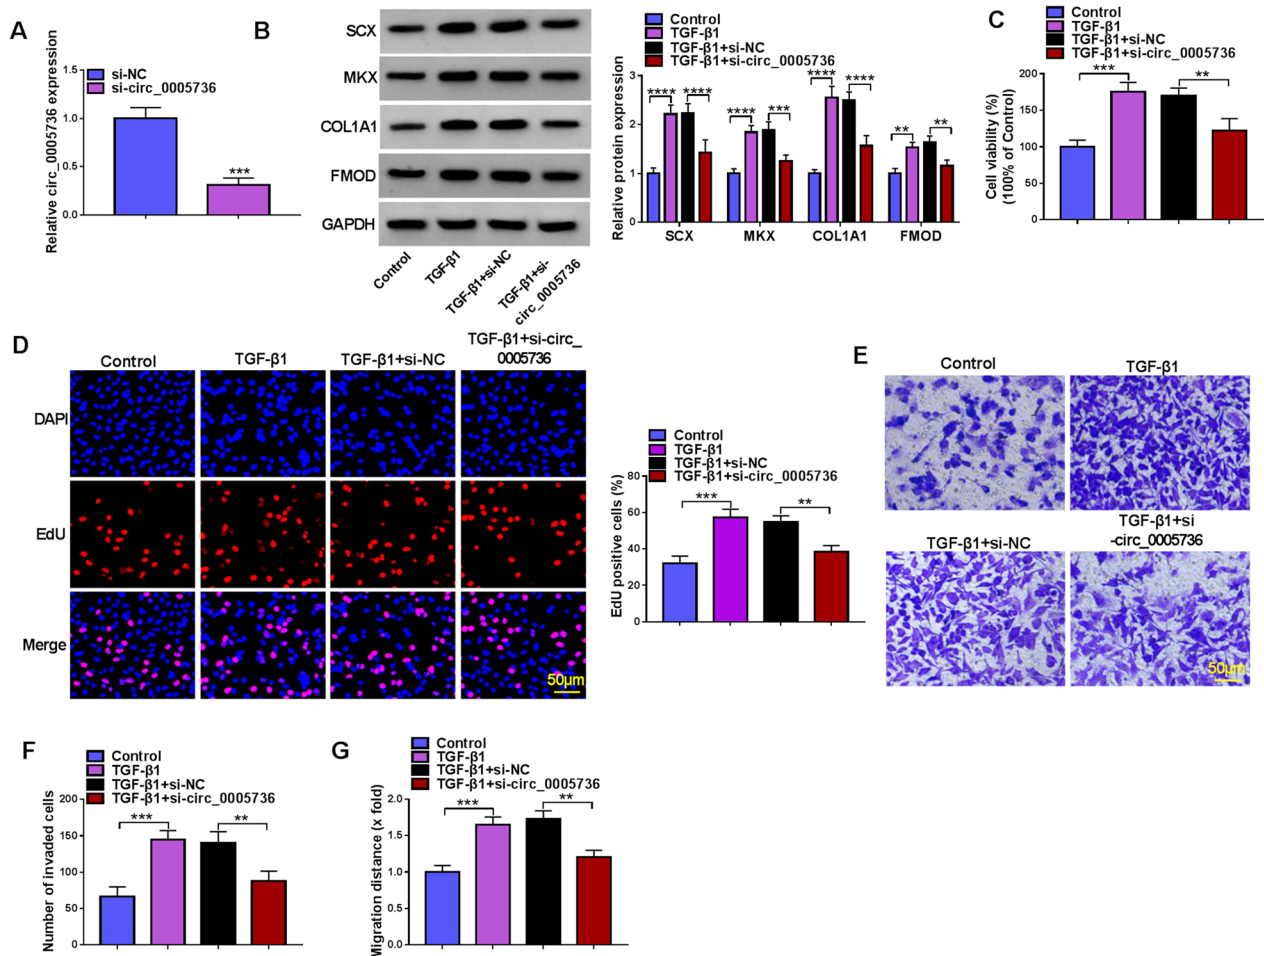 A
Relative circ_0005736 expression
si-NC
si-circ_0005736
1.5
1.0
0.5
0.0
***
B
SCX
MKX
COL1A1
FMOD
GAPDH
Control
TGF-β1
TGF-β1+si-NC
TGF-β1+si-
circ_0005736
Control
TGF-β1
TGF-β1+si-NC
TGF-β1+si-circ_0005736
Relative protein expression
3
2
1
0
**** ****
**** ***
**** ****
** **
SCX MKX COL1A1 FMOD
C
Control
TGF-β1
TGF-β1+si-NC
TGF-β1+si-circ_0005736
Cell viability (%)
(100% of Control)
200
150
100
50
0
*** **
D
Control TGF-β1 TGF-β1+si-NC TGF-β1+si-circ_
0005736
DAPI
EdU
Merge
50μm
Control
TGF-β1
TGF-β1+si-NC
TGF-β1+si-circ_0005736
EdU positive cells (%)
80
60
40
20
0
*** **
E
Control TGF-β1
TGF-β1+si-NC TGF-β1+si
-circ_0005736
50μm
F
Control
TGF-β1
TGF-β1+si-NC
TGF-β1+si-circ_0005736
Number of invaded cells
200
150
100
50
0
*** **
G
Control
TGF-β1
TGF-β1+si-NC
TGF-β1+si-circ_0005736
Migration distance (x fold)
2.0
1.5
1.0
0.5
0.0
*** **